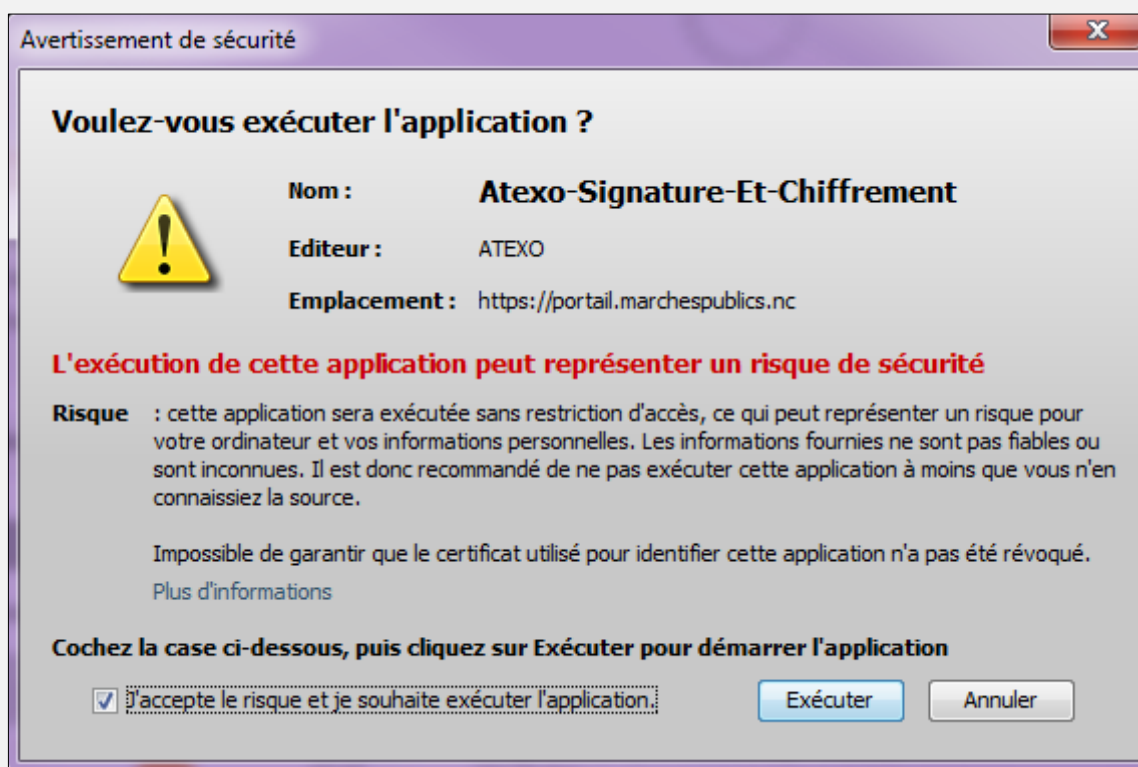 Avertissement de sécurité
X
Voulez-vous exécuter l'application ?
Nom : Atexo-Signature-Et-Chiffrement
Editeur : ATEXO
Emplacement : https://portail.marchespublics.nc
L'exécution de cette application peut représenter un risque de sécurité
Risque : cette application sera exécutée sans restriction d'accès, ce qui peut représenter un risque pour
votre ordinateur et vos informations personnelles. Les informations fournies ne sont pas fiables ou
sont inconnues. Il est donc recommandé de ne pas exécuter cette application à moins que vous n'en
connaissiez la source.
Impossible de garantir que le certificat utilisé pour identifier cette application n'a pas été révoqué.
Plus d'informations
Cochez la case ci-dessous, puis cliquez sur Exécuter pour démarrer l'application
J'accepte le risque et je souhaite exécuter l'application. Exécuter Annuler